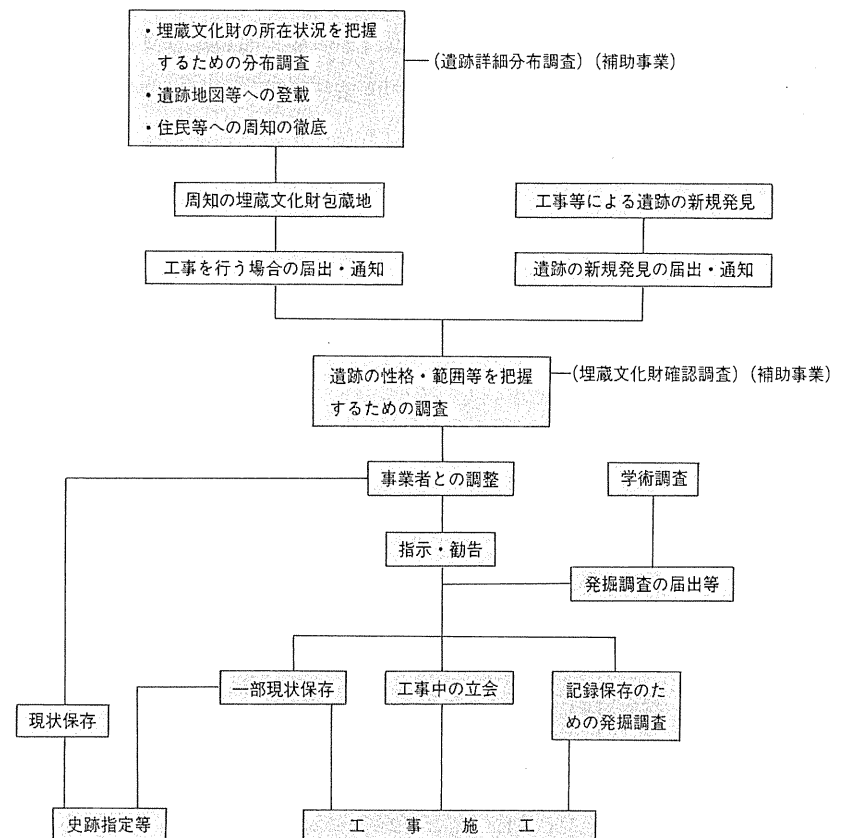 ・埋蔵文化財の所在状況を把握
するための分布調査
・遺跡地図等への登載
・住民等への周知の徹底
(遺跡詳細分布調査)(補助事業)
周知の埋蔵文化財包蔵地
工事等による遺跡の新規発見
工事を行う場合の届出・通知
遺跡の新規発見の届出・通知
遺跡の性格・範囲等を把握
するための調査
(埋蔵文化財確認調査)(補助事業)
事業者との調整
学術調査
指示・勧告
発掘調査の届出等
一部現状保存
工事中の立会
記録保存のた
めの発掘調査
現状保存
史跡指定等
工事施工